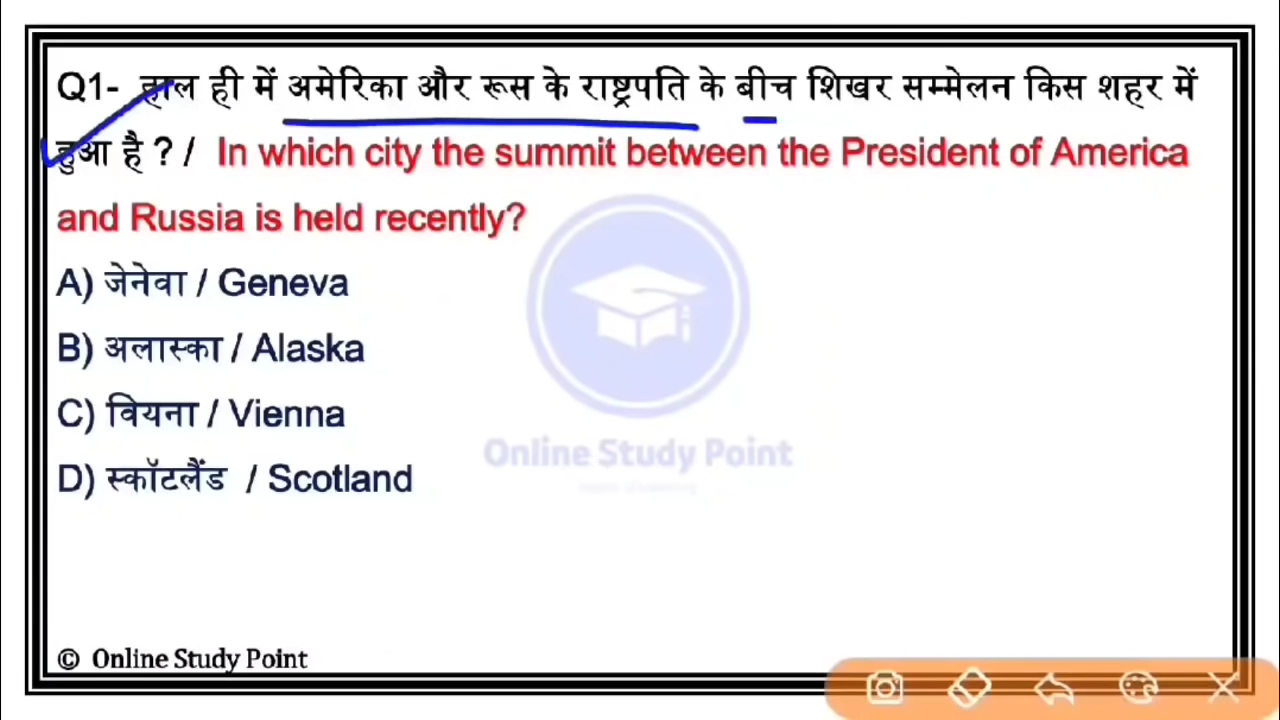 Q1- हाल ही में अमेरिका और रूस के राष्ट्रपति के बीच शिखर सम्मेलन किस शहर में
हुआ है ? / In which city the summit between the President of America
and Russia is held recently?
A) जेनेवा / Geneva
B) अलास्का / Alaska
C) वियना / Vienna
D) स्कॉटलैंड / Scotland
Online Study Point
© Online Study Point